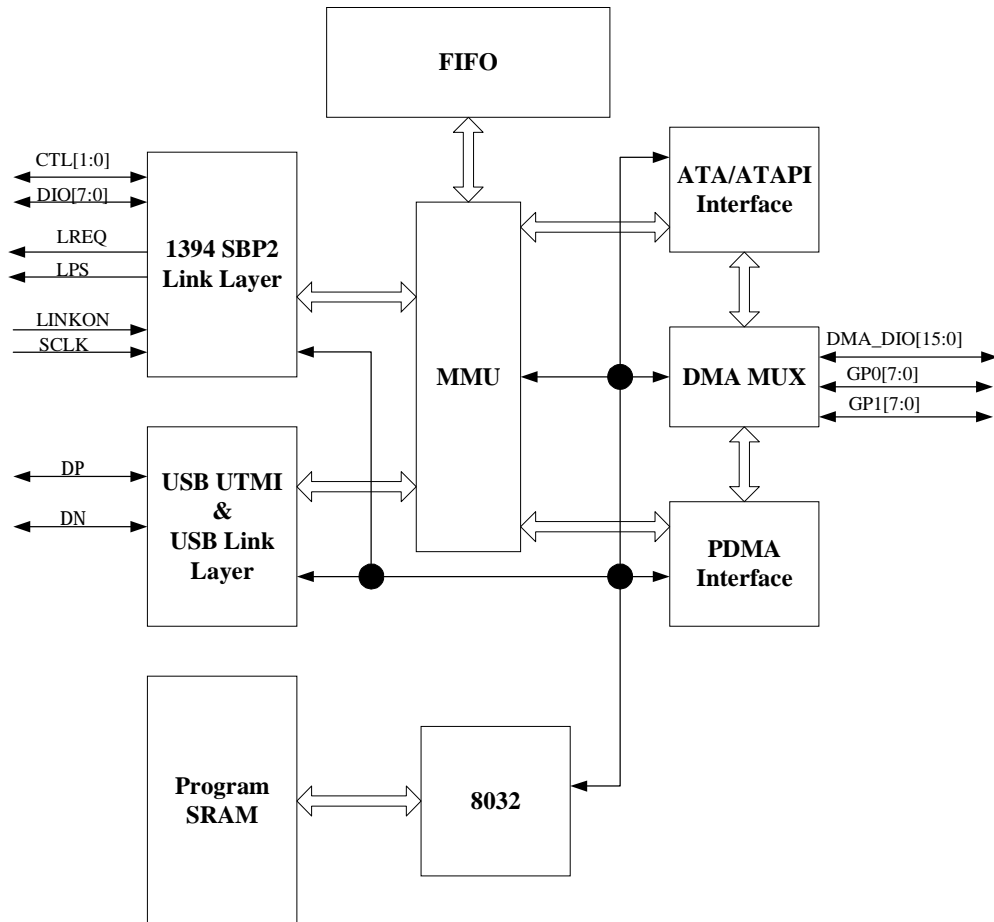 FIFO
CTL[1:0]
DIO[7:0]
LREQ
LPS
LINKON
SCLK
1394 SBP2
Link Layer
ATA/ATAPI
Interface
MMU
DMA MUX
DMA_DIO[15:0]
GP0[7:0]
GP1[7:0]
DP
DN
USB UTMI
&
USB Link
Layer
PDMA
Interface
Program
SRAM
8032